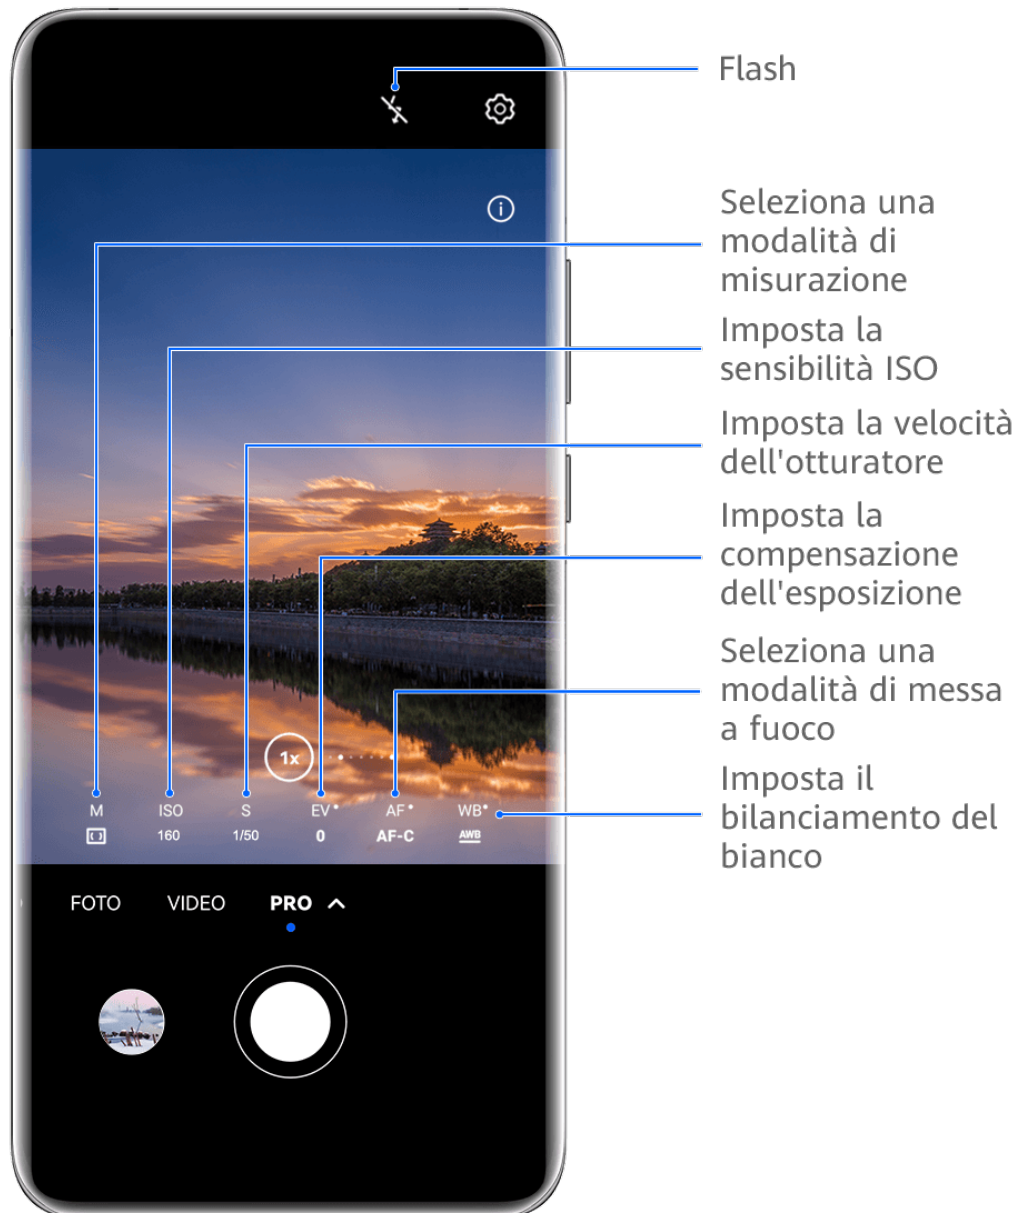 Flash
Seleziona una
modalità di
misurazione
Imposta la
sensibilità ISO
Imposta la velocità
dell'otturatore
Imposta la
compensazione
dell'esposizione
Seleziona una
modalità di messa
a fuoco
Imposta il
bilanciamento del
bianco
1x
M ISO S EV AF WB
160 1/50 0 AF-C AWB
FOTO VIDEO PRO